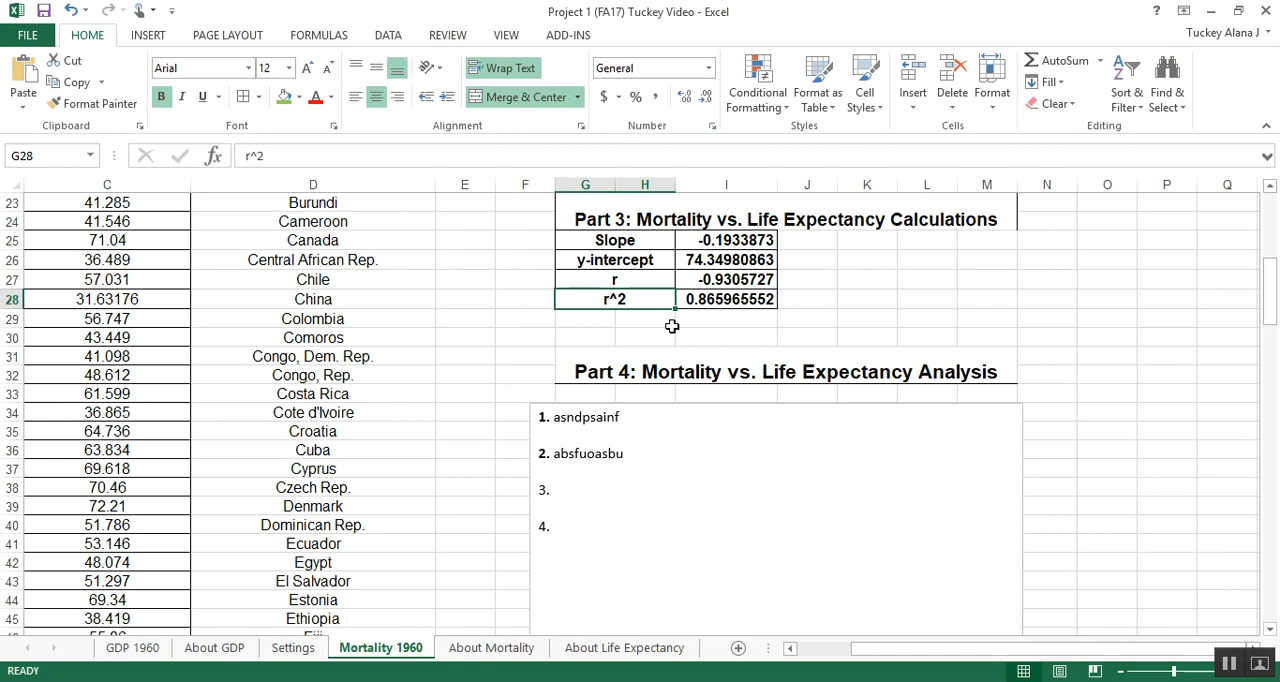 Project 1 (FA17) Tuckey Video - Excel
FILE HOME INSERT PAGE LAYOUT FORMULAS DATA REVIEW VIEW ADD-INS Tuckey Alana J
Paste Cut Copy Format Painter Clipboard
Arial 12 B I U A Font
Wrap Text Merge & Center Alignment
General $ % , Number
Conditional Formatting Format as Table Cell Styles Styles
Insert Delete Format Cells
AutoSum Fill Clear Sort & Filter Find & Select Editing
G28 fx r^2
C D E F G H I J K L M N O P Q
23 41.285 Burundi
24 41.546 Cameroon Part 3: Mortality vs. Life Expectancy Calculations
25 71.04 Canada Slope -0.1933873
26 36.489 Central African Rep. y-intercept 74.34980863
27 57.031 Chile r -0.9305727
28 31.63176 China r^2 0.865965552
29 56.747 Colombia
30 43.449 Comoros
31 41.098 Congo, Dem. Rep.
32 48.612 Congo, Rep. Part 4: Mortality vs. Life Expectancy Analysis
33 61.599 Costa Rica
34 36.865 Cote d'Ivoire 1. asndpsainf
35 64.736 Croatia
36 63.834 Cuba 2. absfuoasbu
37 69.618 Cyprus
38 70.46 Czech Rep. 3.
39 72.21 Denmark
40 51.786 Dominican Rep. 4.
41 53.146 Ecuador
42 48.074 Egypt
43 51.297 El Salvador
44 69.34 Estonia
45 38.419 Ethiopia
GDP 1960 About GDP Settings Mortality 1960 About Mortality About Life Expectancy
READY